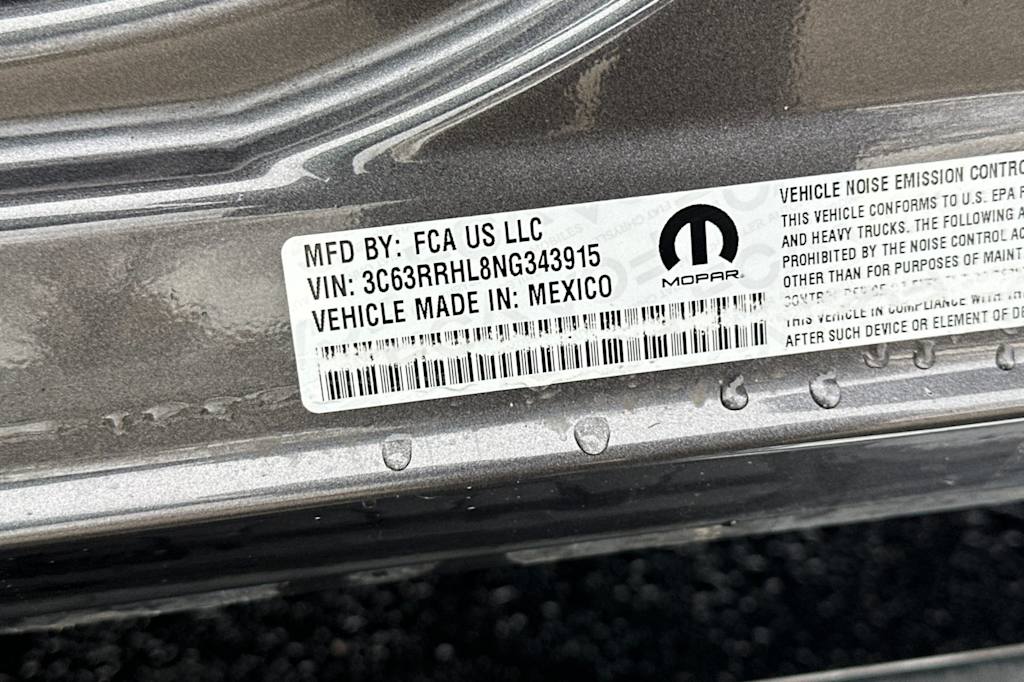 MFD BY: FCA US LLC
VIN: 3C63RRHL8NG343915
VEHICLE MADE IN: MEXICO
MOPAR
VEHICLE NOISE EMISSION CONTRO
THIS VEHICLE CONFORMS TO U.S. EPA
AND HEAVY TRUCKS. THE FOLLOWING A
PROHIBITED BY THE NOISE CONTROL AC
OTHER THAN FOR PURPOSES OF MAINT
CONTROL DEVICE
THIS VEHICLE IN COMPLIANCE WITH
AFTER SUCH DEVICE OR ELEMENT OF DE